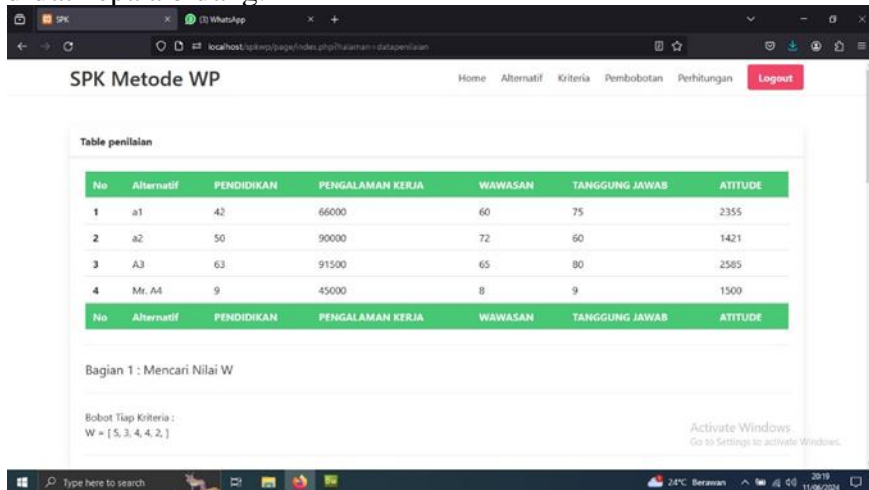 SPK
(3) WhatsApp
localhost/spkwp/page/index.php?halaman=datapenilaian
SPK Metode WP
Home Alternatif Kriteria Pembobotan Perhitungan Logout
Table penilaian
No Alternatif PENDIDIKAN PENGALAMAN KERJA WAWASAN TANGGUNG JAWAB ATITUDE
1 a1 42 66000 60 75 2355
2 a2 50 90000 72 60 1421
3 A3 63 91500 65 80 2585
4 Mr. A4 9 45000 8 9 1500
No Alternatif PENDIDIKAN PENGALAMAN KERJA WAWASAN TANGGUNG JAWAB ATITUDE
Bagian 1 : Mencari Nilai W
Bobot Tiap Kriteria :
W = [ 5, 3, 4, 4, 2, ]
Activate Windows
Go to Settings to activate Windows.
Type here to search
24°C Berawan
20:19
11/06/2024